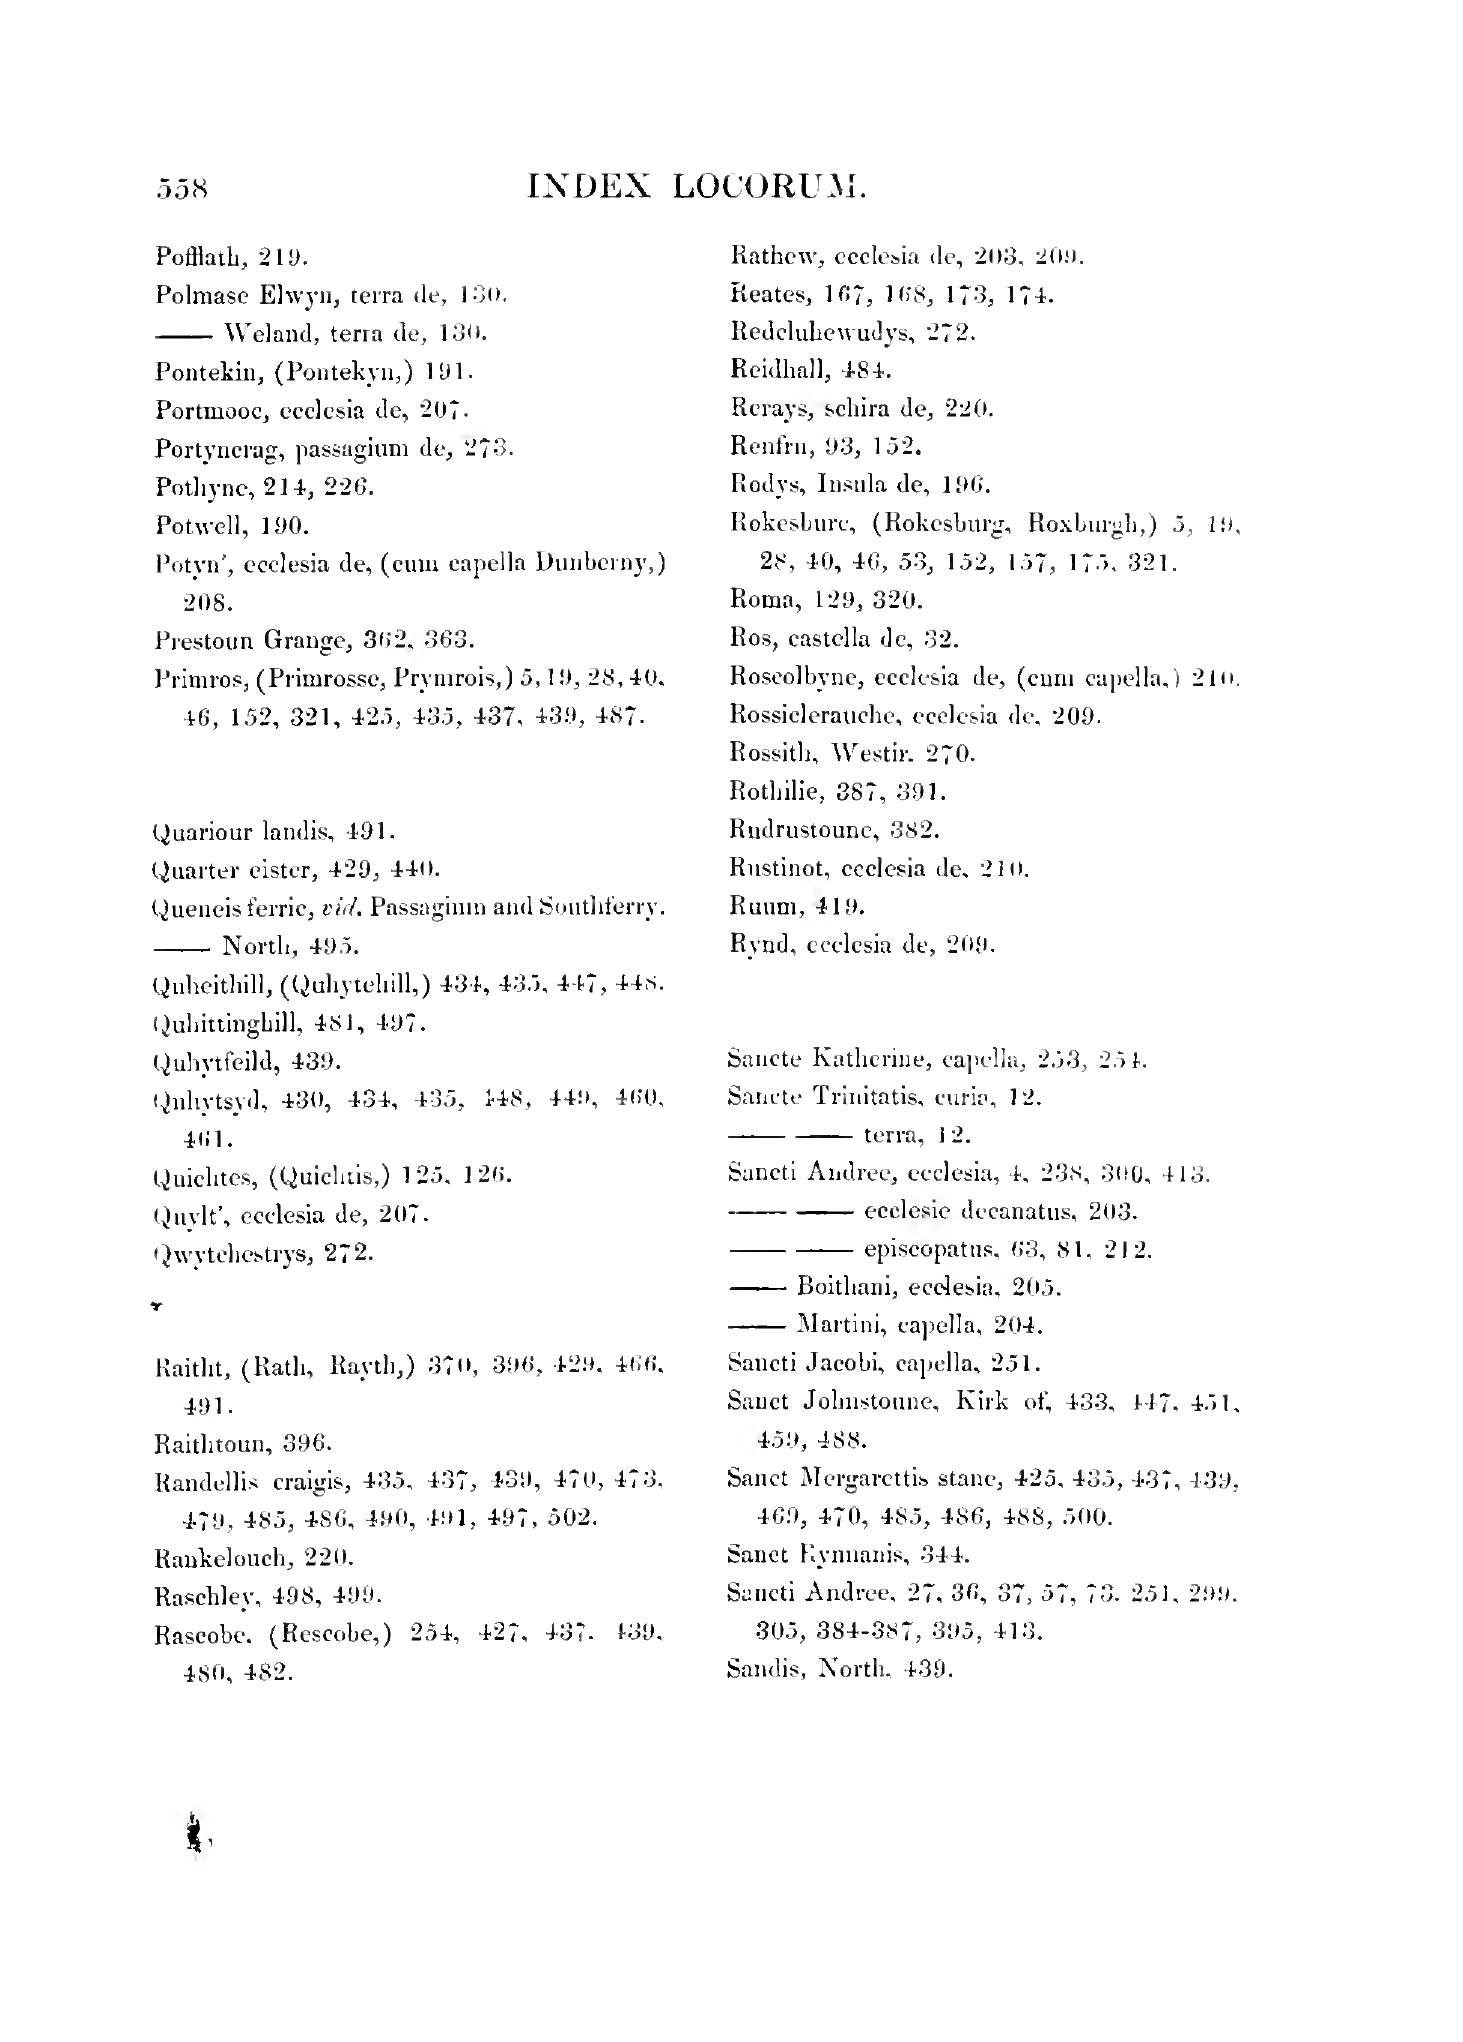 558
INDEX LOCORUM.
Pofflath, 219.
Polmase Elwyn, terra de, 130.
—— Weland, terra de, 130.
Pontekin, (Pontekyn,) 191.
Portmooc, ecclesia de, 207.
Portyncrag, passagium de, 273.
Pothync, 214, 226.
Potwell, 190.
Potyn', ecclesia de, (cum capella Dunberny,)
208.
Prestoun Grange, 362, 363.
Primros, (Primrosse, Prymrois,) 5, 19, 28, 40,
46, 152, 321, 425, 435, 437, 439, 487.
Quariour landis, 491.
Quarter cister, 429, 440.
Queneis ferrie, vid. Passagium and Southferry.
—— North, 495.
Quheithill, (Quhytehill,) 434, 435, 447, 448.
Quhittinghill, 481, 497.
Quhytfeild, 439.
Quhytsyd, 430, 434, 435, 448, 449, 460,
461.
Quichtes, (Quichtis,) 125, 126.
Quylt', ecclesia de, 207.
Qwytchestrys, 272.
Raitht, (Rath, Rayth,) 370, 396, 429, 466,
491.
Raithtoun, 396.
Randellis craigis, 435, 437, 439, 470, 473,
479, 485, 486, 490, 491, 497, 502.
Rankelouch, 220.
Raschley, 498, 499.
Rascobe. (Rescobe,) 254, 427, 437. 439,
480, 482.
Rathew, ecclesia de, 203, 209.
Reates, 167, 168, 173, 174.
Redcluhewudys, 272.
Reidhall, 484.
Rerays, schira de, 220.
Renfru, 93, 152.
Rodys, Insula de, 196.
Rokesburc, (Rokesburg, Roxburgh,) 5, 19,
28, 40, 46, 53, 152, 157, 175, 321.
Roma, 129, 320.
Ros, castella de, 32.
Roscolbyne, ecclesia de, (cum capella,) 210.
Rossiclerauche, ecclesia de, 209.
Rossith, Westir. 270.
Rothilie, 387, 391.
Rudrustounc, 382.
Rustinot, ecclesia de, 210.
Ruum, 419.
Rynd, ecclesia de, 209.
Sancte Katherine, capella, 253, 254.
Sancte Trinitatis, curia, 12.
—— —— terra, 12.
Sancti Andree, ecclesia, 4, 238, 300, 413.
—— —— ecclesie decanatus, 203.
—— —— episcopatus, 63, 81, 212.
—— Boithani, ecclesia, 205.
—— Martini, capella, 204.
Sancti Jacobi, capella, 251.
Sanct Johnstoune, Kirk of, 433, 447, 451,
459, 488.
Sanct Mergarettis stane, 425, 435, 437, 439,
469, 470, 485, 486, 488, 500.
Sanct Rynnanis, 344.
Sancti Andree, 27, 36, 37, 57, 73. 251, 299.
305, 384-387, 395, 413.
Sandis, North, 439.